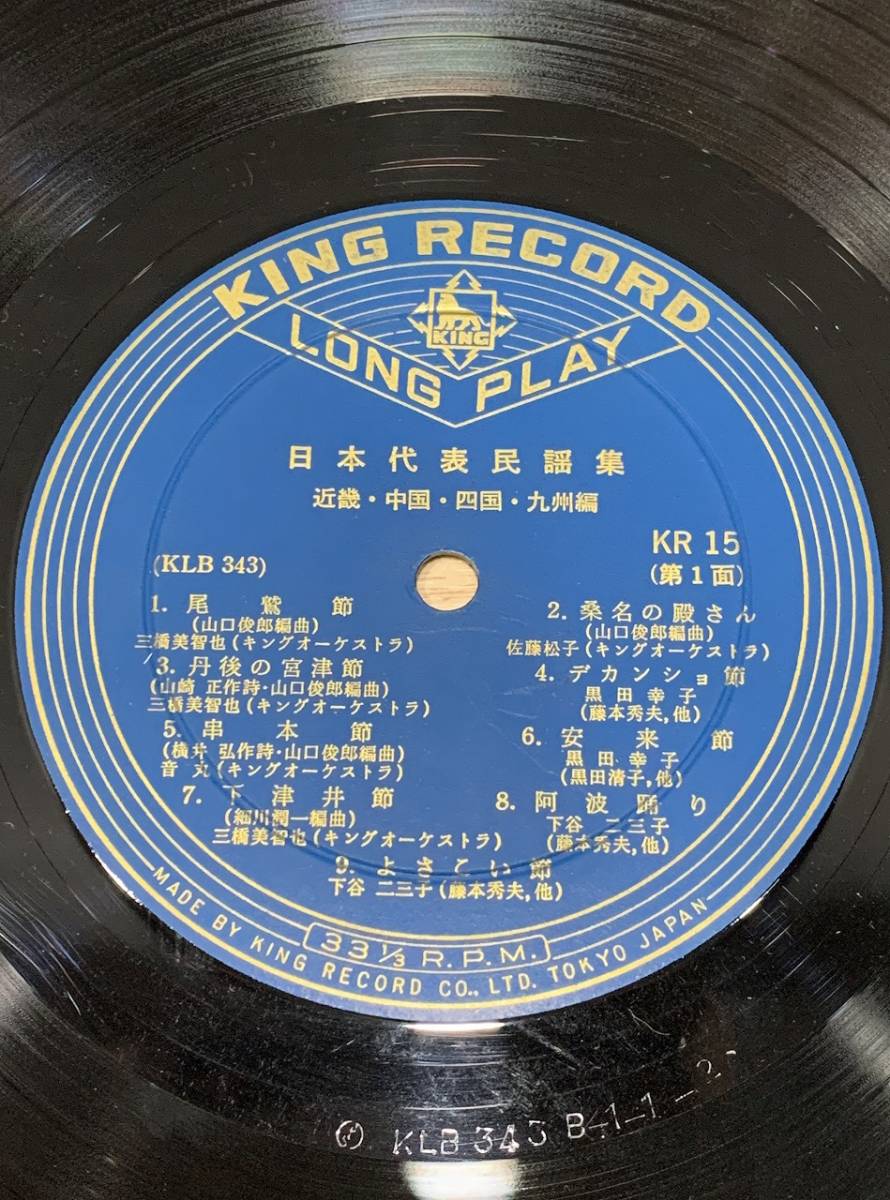 KING RECORD
KING
LONG PLAY
日本代表民謡集
近畿・中国・四国・九州編
KR 15
(KLB 343)
(第1面)
1. 尾鷲節
(山口俊郎編曲)
三橋美智也(キングオーケストラ)
2. 桑名の殿さん
(山口俊郎編曲)
佐藤松子(キングオーケストラ)
3. 丹後の宮津節
(山崎 正作詩・山口俊郎編曲)
三橋美智也(キングオーケストラ)
4. デカンショ節
黒田幸子
(藤本秀夫,他)
5. 串本節
(横井 弘作詩・山口俊郎編曲)
音丸(キングオーケストラ)
6. 安来節
黒田幸子
(黒田清子,他)
7. 下津井節
(細川潤一編曲)
三橋美智也(キングオーケストラ)
8. 阿波踊り
下谷 二三子
(藤本秀夫,他)
9. よさこい節
下谷 二三子(藤本秀夫,他)
33 1/3 R.P.M.
MADE BY KING RECORD CO., LTD. TOKYO JAPAN
KLB 343 B-1-1-2